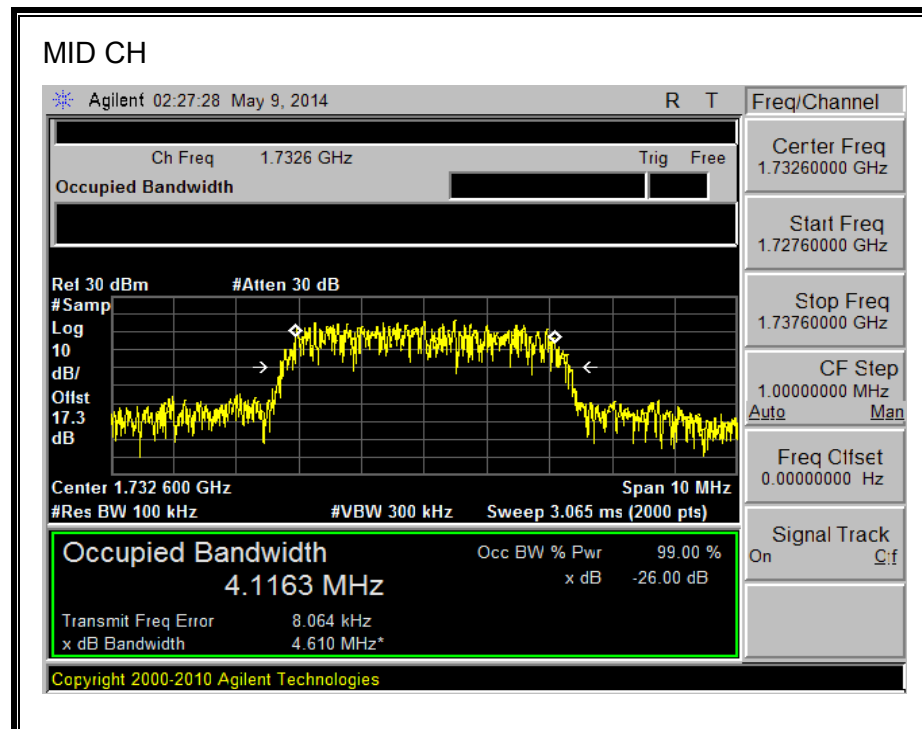 MID CH
Agilent 02:27:28 May 9, 2014 R T
Freq/Channel
Ch Freq 1.7326 GHz Trig Free
Occupied Bandwidth
Center Freq
1.73260000 GHz
Start Freq
1.72760000 GHz
Stop Freq
1.73760000 GHz
CF Step
1.00000000 MHz
Auto Man
Freq Offset
0.00000000 Hz
Signal Track
On Off
Ref 30 dBm #Atten 30 dB
#Samp
Log
10
dB/
Offst
17.3
dB
Center 1.732 600 GHz Span 10 MHz
#Res BW 100 kHz #VBW 300 kHz Sweep 3.065 ms (2000 pts)
Occupied Bandwidth
4.1163 MHz
Occ BW % Pwr 99.00 %
x dB -26.00 dB
Transmit Freq Error 8.064 kHz
x dB Bandwidth 4.610 MHz*
Copyright 2000-2010 Agilent Technologies